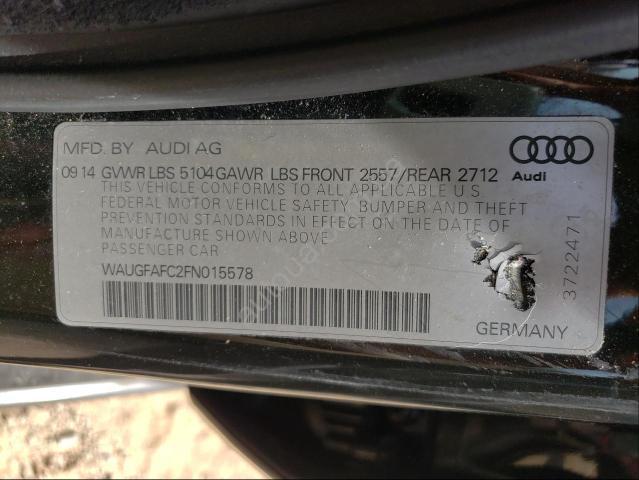 MFD. BY AUDI AG
09 14 GVWR LBS 5104 GAWR LBS FRONT 2557/REAR 2712
Audi
THIS VEHICLE CONFORMS TO ALL APPLICABLE U S
FEDERAL MOTOR VEHICLE SAFETY, BUMPER AND THEFT
PREVENTION STANDARDS IN EFFECT ON THE DATE OF
MANUFACTURE SHOWN ABOVE
PASSENGER CAR
WAUGFAFC2FN015578
3722471
GERMANY